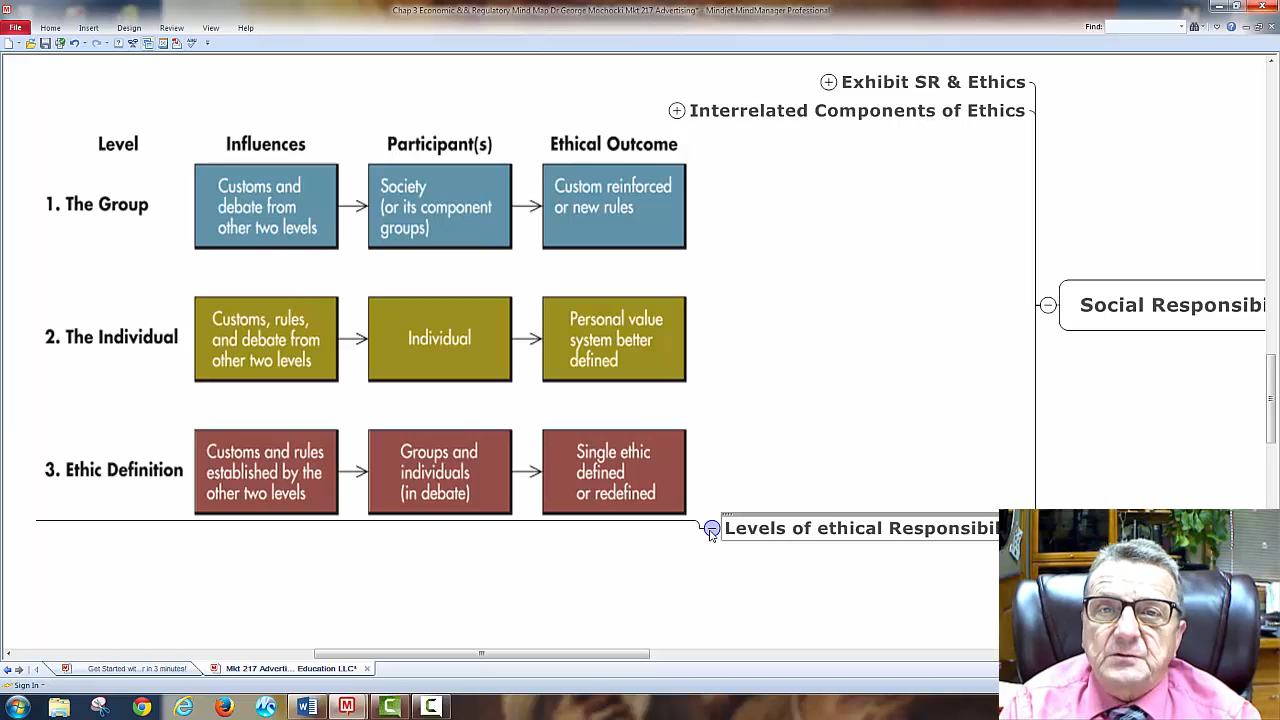 Chap 3 Economic && Regulatory Mind Map Dr George Mochocki Mkt 217 Advertising* - Mindjet MindManager Professional
File Home Insert Design Review View Help Find:
Exhibit SR & Ethics
Interrelated Components of Ethics
Level Influences Participant(s) Ethical Outcome
1. The Group
Customs and
debate from
other two levels
Society
(or its component
groups)
Custom reinforced
or new rules
2. The Individual
Customs, rules,
and debate from
other two levels
Individual
Personal value
system better
defined
3. Ethic Definition
Customs and rules
established by the
other two levels
Groups and
individuals
(in debate)
Single ethic
defined
or redefined
Social Responsibi
Levels of ethical Responsibil
Get Started wit...r in 3 minutes!
Mkt 217 Adverti... Education LLC*
Sign In